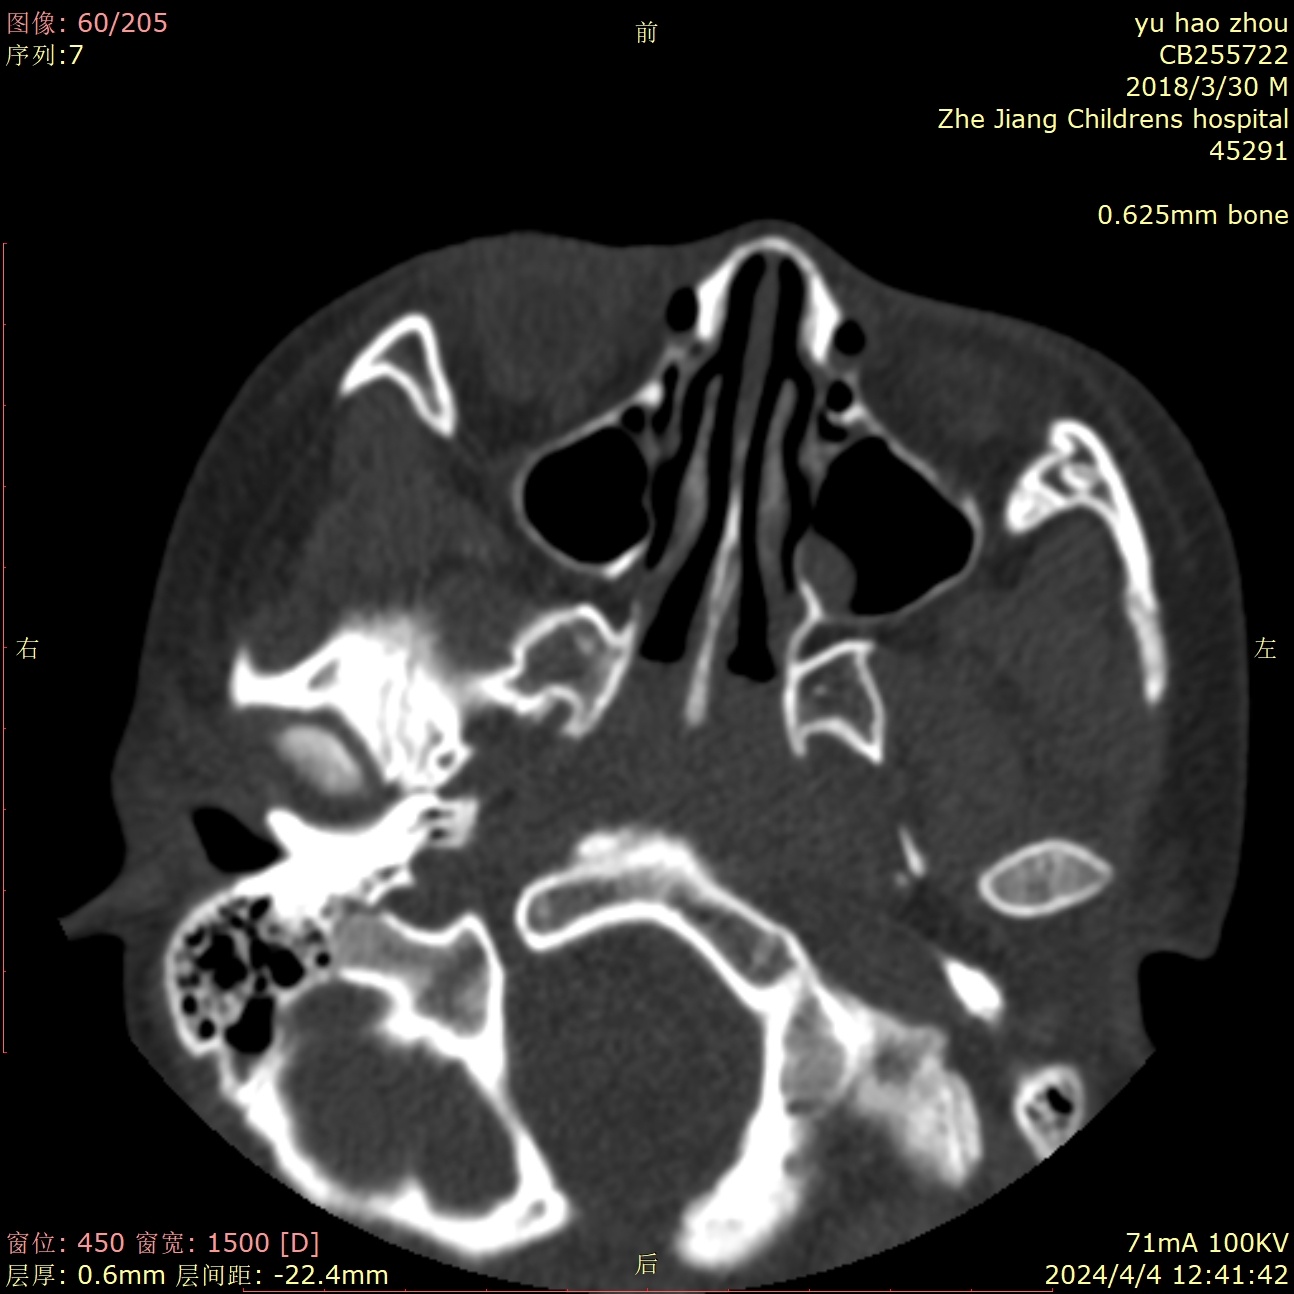 图像: 60/205
序列:7
前
yu hao zhou
CB255722
2018/3/30 M
Zhe Jiang Childrens hospital
45291
0.625mm bone
右
左
窗位: 450 窗宽: 1500 [D]
层厚: 0.6mm 层间距: -22.4mm
后
71mA 100KV
2024/4/4 12:41:42